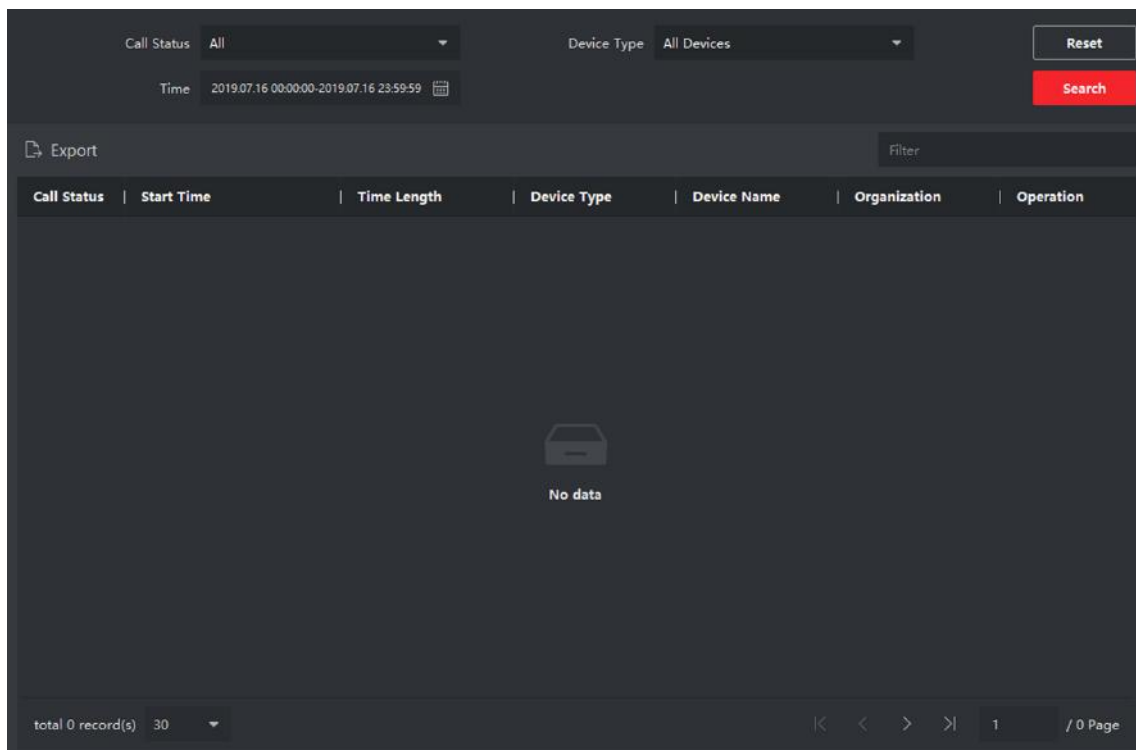 Call Status All Device Type All Devices Reset
Time 2019.07.16 00:00:00-2019.07.16 23:59:59 Search
Export Filter
Call Status | Start Time | Time Length | Device Type | Device Name | Organization | Operation
No data
total 0 record(s) 30 1 / 0 Page